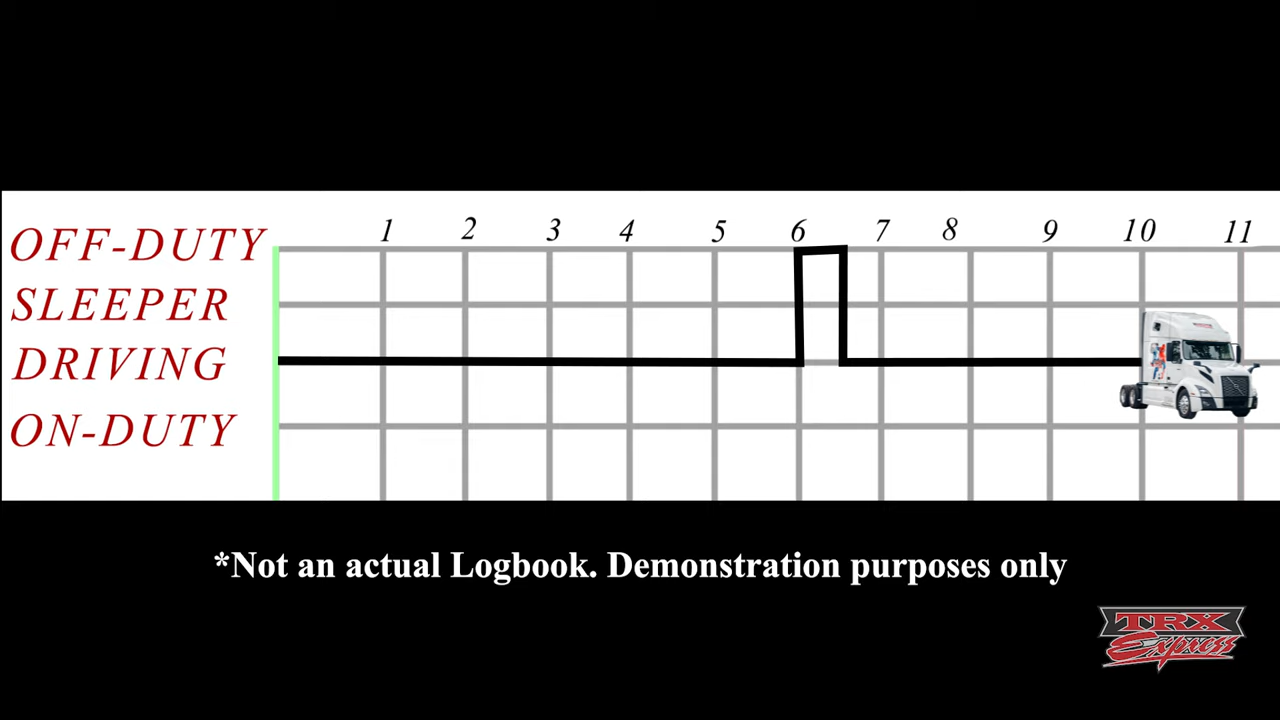 1 2 3 4 5 6 7 8 9 10 11
OFF-DUTY
SLEEPER
DRIVING
ON-DUTY
*Not an actual Logbook. Demonstration purposes only
TRX
Express